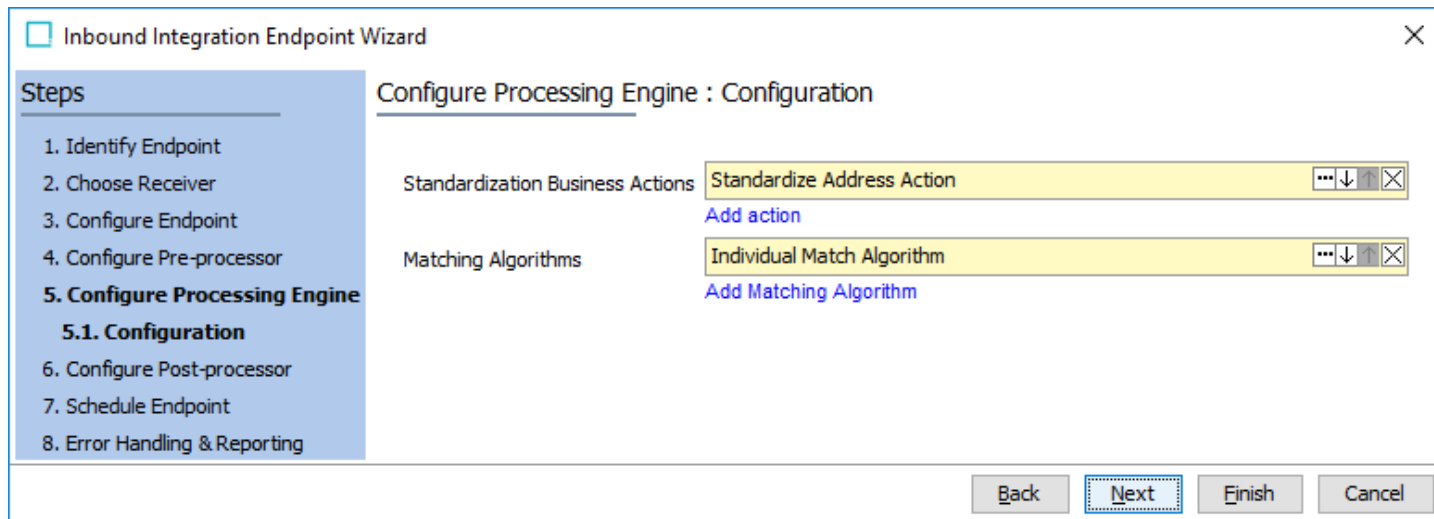 Inbound Integration Endpoint Wizard
Steps
1. Identify Endpoint
2. Choose Receiver
3. Configure Endpoint
4. Configure Pre-processor
5. Configure Processing Engine
5.1. Configuration
6. Configure Post-processor
7. Schedule Endpoint
8. Error Handling & Reporting
Configure Processing Engine : Configuration
Standardization Business Actions Standardize Address Action
Add action
Matching Algorithms Individual Match Algorithm
Add Matching Algorithm
Back Next Finish Cancel